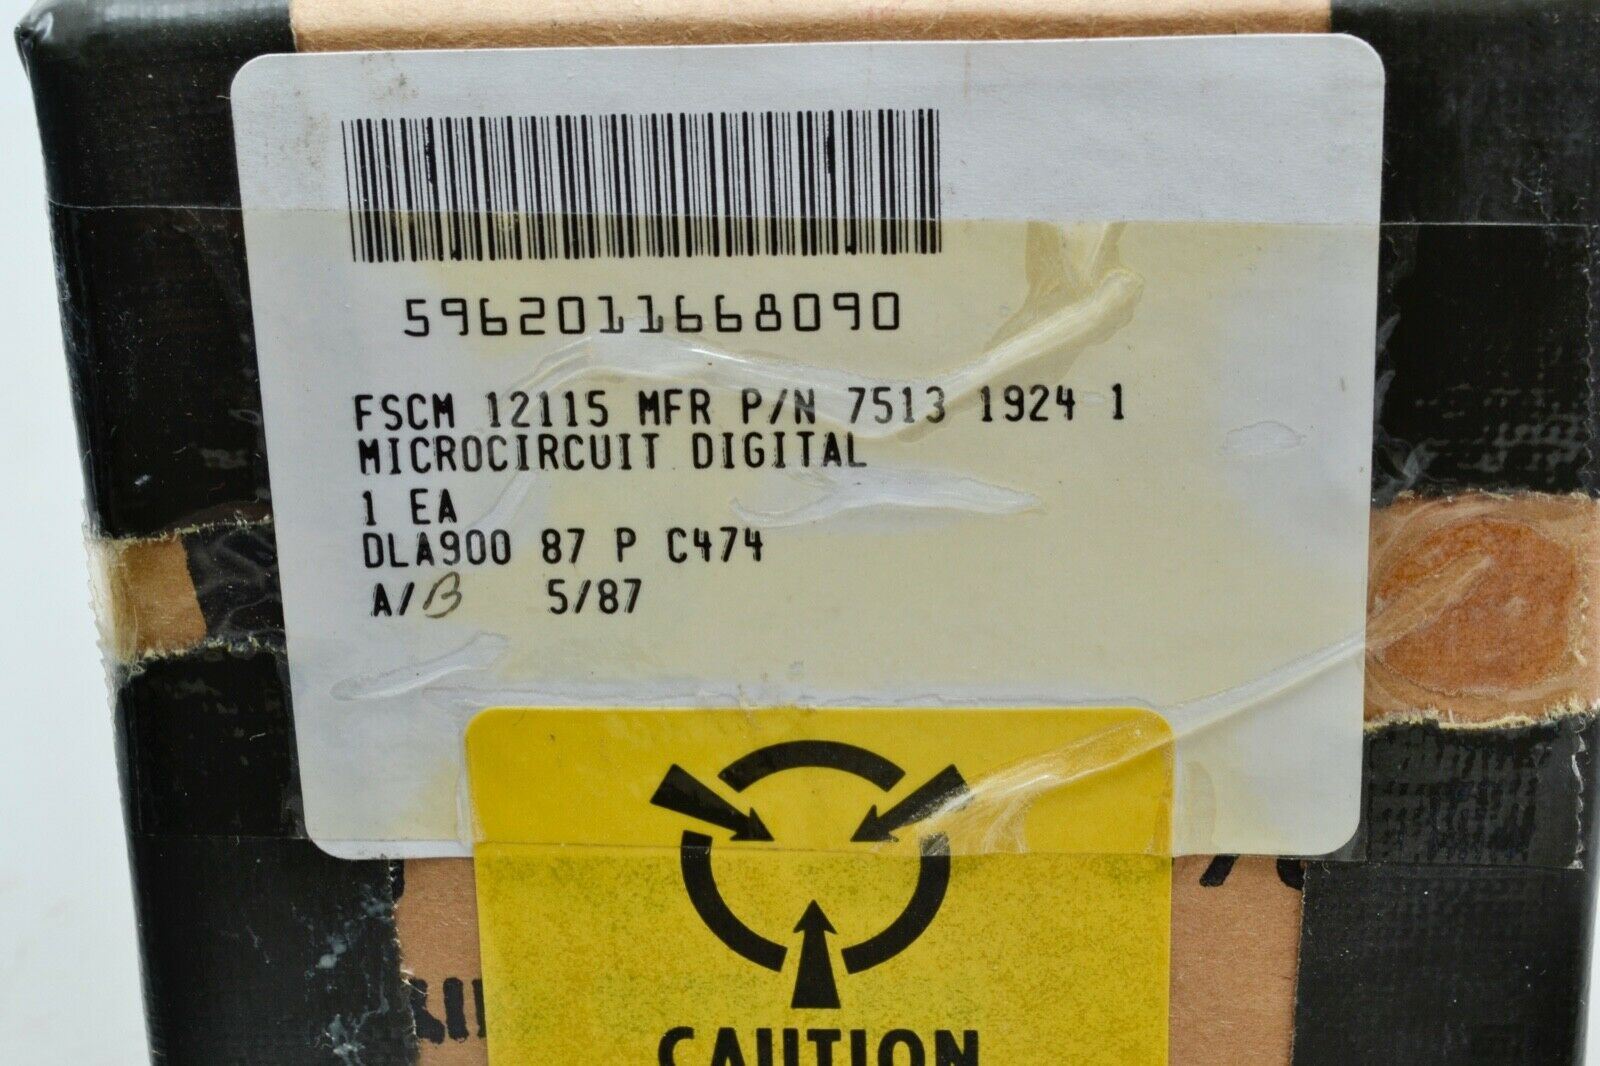 5962011668090
FSCM 12115 MFR P/N 7513 1924 1
MICROCIRCUIT DIGITAL
1 EA
DLA900 87 P C474
A/B 5/87
CAUTION